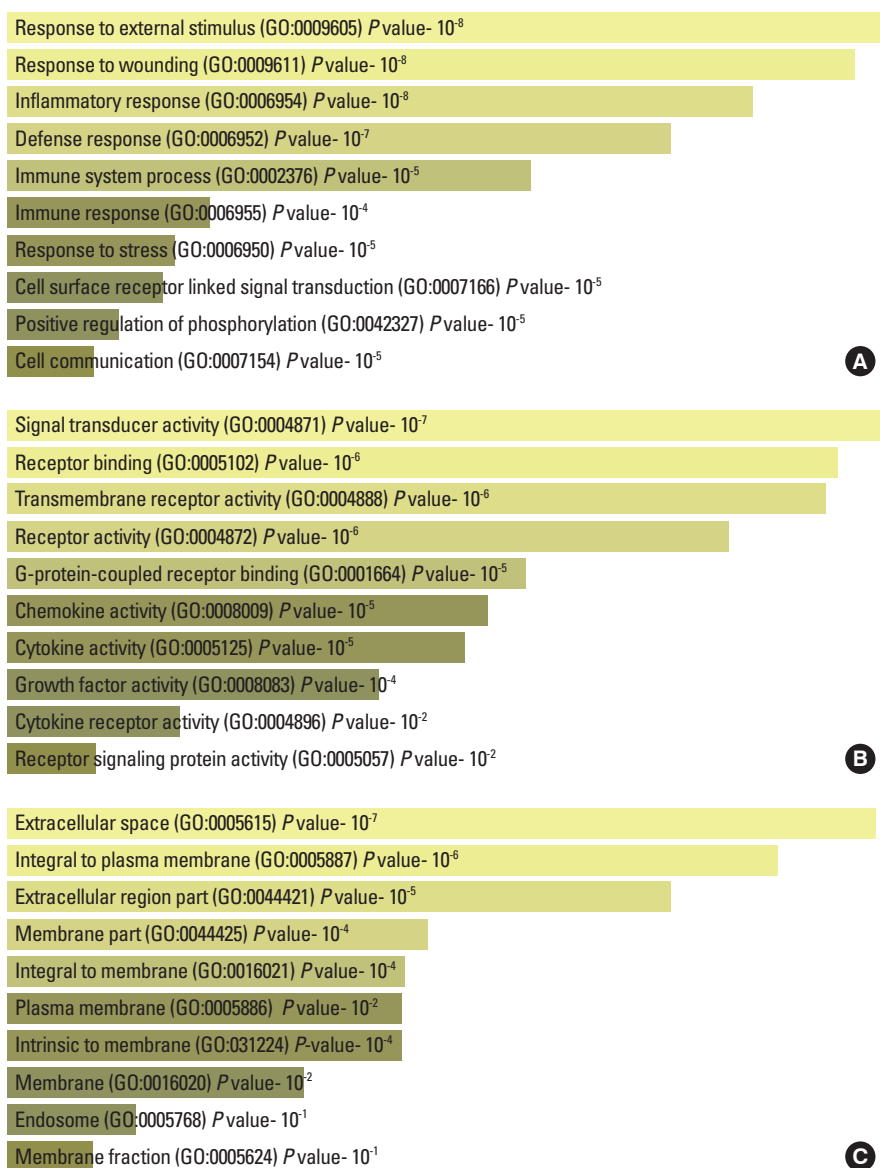 Response to external stimulus (GO:0009605) P value- 10⁻⁸
Response to wounding (GO:0009611) P value- 10⁻⁸
Inflammatory response (GO:0006954) P value- 10⁻⁸
Defense response (GO:0006952) P value- 10⁻⁷
Immune system process (GO:0002376) P value- 10⁻⁵
Immune response (GO:0006955) P value- 10⁻⁴
Response to stress (GO:0006950) P value- 10⁻⁵
Cell surface receptor linked signal transduction (GO:0007166) P value- 10⁻⁵
Positive regulation of phosphorylation (GO:0042327) P value- 10⁻⁵
Cell communication (GO:0007154) P value- 10⁻⁵
A
Signal transducer activity (GO:0004871) P value- 10⁻⁷
Receptor binding (GO:0005102) P value- 10⁻⁶
Transmembrane receptor activity (GO:0004888) P value- 10⁻⁶
Receptor activity (GO:0004872) P value- 10⁻⁶
G-protein-coupled receptor binding (GO:0001664) P value- 10⁻⁵
Chemokine activity (GO:0008009) P value- 10⁻⁵
Cytokine activity (GO:0005125) P value- 10⁻⁵
Growth factor activity (GO:0008083) P value- 10⁻⁴
Cytokine receptor activity (GO:0004896) P value- 10⁻²
Receptor signaling protein activity (GO:0005057) P value- 10⁻²
B
Extracellular space (GO:0005615) P value- 10⁻⁷
Integral to plasma membrane (GO:0005887) P value- 10⁻⁶
Extracellular region part (GO:0044421) P value- 10⁻⁵
Membrane part (GO:0044425) P value- 10⁻⁴
Integral to membrane (GO:0016021) P value- 10⁻⁴
Plasma membrane (GO:0005886) P value- 10⁻²
Intrinsic to membrane (GO:031224) P-value- 10⁻⁴
Membrane (GO:0016020) P value- 10⁻²
Endosome (GO:0005768) P value- 10⁻¹
Membrane fraction (GO:0005624) P value- 10⁻¹
C